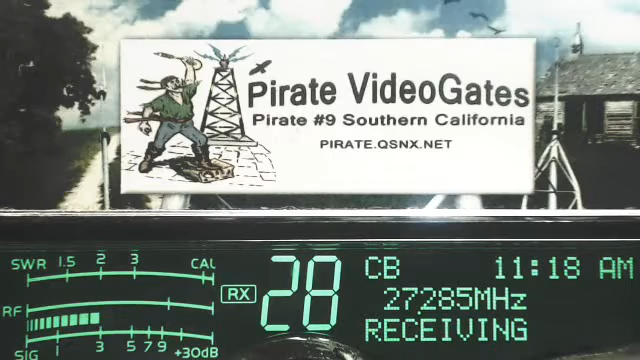 Pirate VideoGates
Pirate #9 Southern California
PIRATE.QSNX.NET
SWR 1.5 2 3 CAL
RF
SIG 1 3 5 7 9 +30dB
RX
28
CB 11:18 AM
27285MHz
RECEIVING